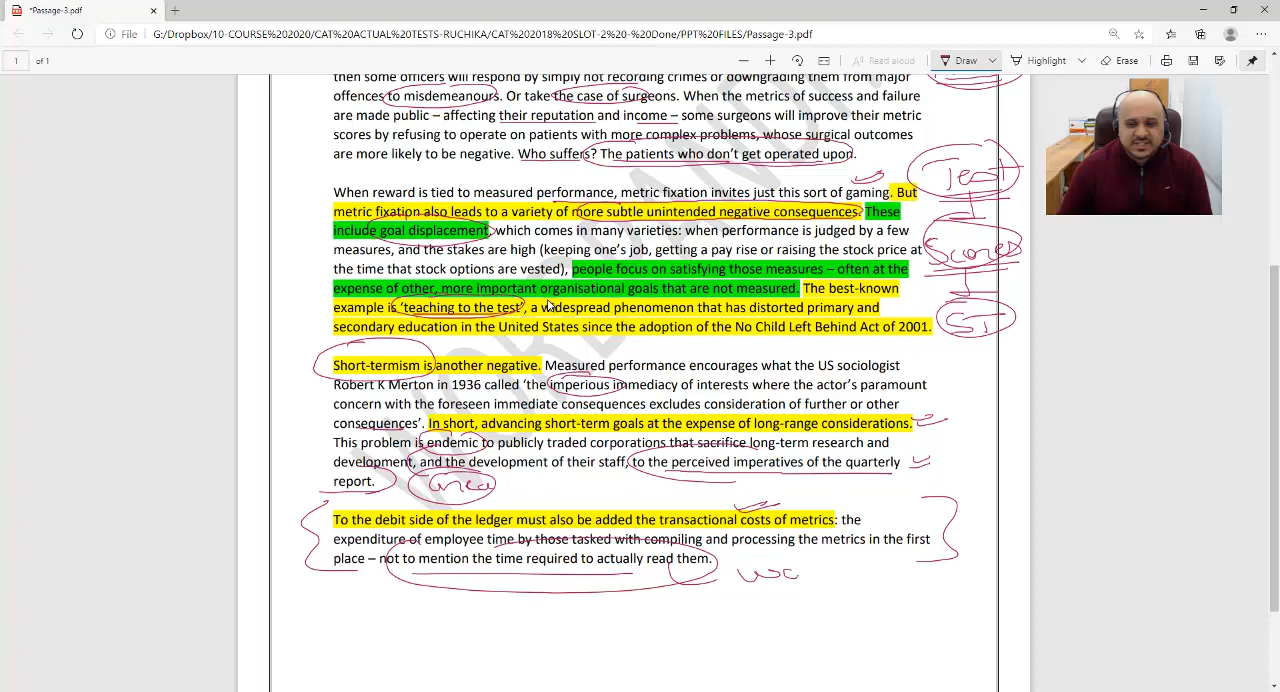 *Passage-3.pdf
File
G:/Dropbox/10-COURSE%202020/CAT%20ACTUAL%20TESTS-RUCHIKA/CAT%202018%20SLOT-2%20-%20Done/PPT%20FILES/Passage-3.pdf
1 of 1
Read aloud
Draw
Highlight
Erase
then some officers will respond by simply not recording crimes or downgrading them from major
offences to misdemeanours. Or take the case of surgeons. When the metrics of success and failure
are made public – affecting their reputation and income – some surgeons will improve their metric
scores by refusing to operate on patients with more complex problems, whose surgical outcomes
are more likely to be negative. Who suffers? The patients who don't get operated upon.
When reward is tied to measured performance, metric fixation invites just this sort of gaming. But
metric fixation also leads to a variety of more subtle unintended negative consequences. These
include goal displacement, which comes in many varieties: when performance is judged by a few
measures, and the stakes are high (keeping one's job, getting a pay rise or raising the stock price at
the time that stock options are vested), people focus on satisfying those measures – often at the
expense of other, more important organisational goals that are not measured. The best-known
example is 'teaching to the test', a widespread phenomenon that has distorted primary and
secondary education in the United States since the adoption of the No Child Left Behind Act of 2001.
Short-termism is another negative. Measured performance encourages what the US sociologist
Robert K Merton in 1936 called 'the imperious immediacy of interests where the actor's paramount
concern with the foreseen immediate consequences excludes consideration of further or other
consequences'. In short, advancing short-term goals at the expense of long-range considerations.
This problem is endemic to publicly traded corporations that sacrifice long-term research and
development, and the development of their staff, to the perceived imperatives of the quarterly
report.
area
To the debit side of the ledger must also be added the transactional costs of metrics: the
expenditure of employee time by those tasked with compiling and processing the metrics in the first
place – not to mention the time required to actually read them.
Test
Scores
ST